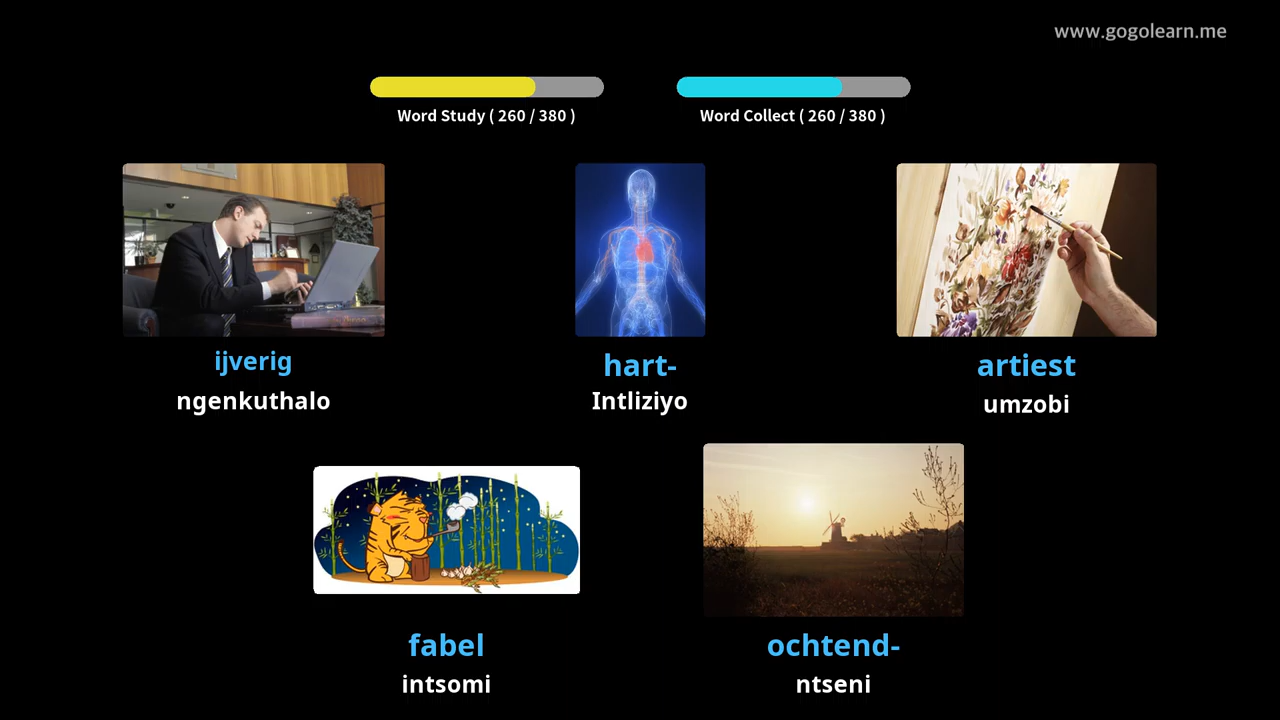 www.gogolearn.me
Word Study ( 260 / 380 )
Word Collect ( 260 / 380 )
ijverig
ngenkuthalo
hart-
Intliziyo
artiest
umzobi
fabel
intsomi
ochtend-
ntseni